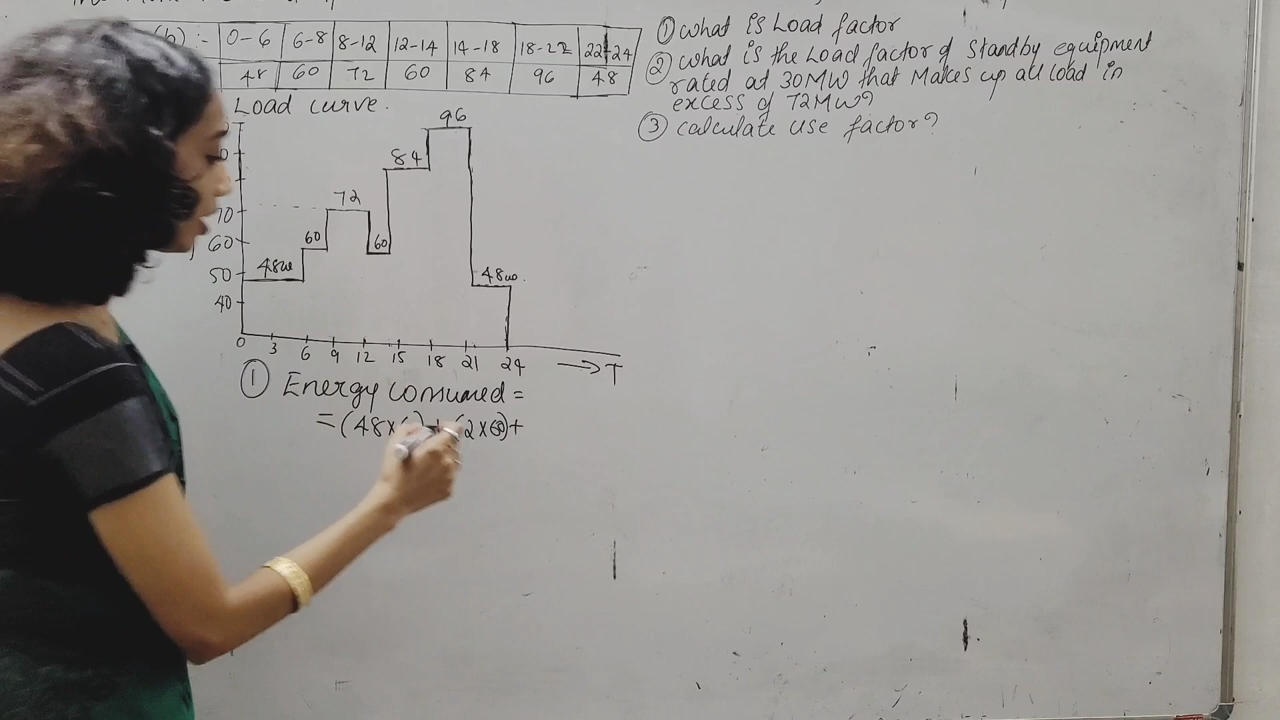 (h) :- 0-6 6-8 8-12 12-14 14-18 18-22 22-24
48 60 72 60 84 96 48
Load curve.
① What is Load factor
② What is the Load factor of Standby equipment
rated at 30MW that Makes up all load in
excess of 72MW?
③ calculate use factor?
96
84
72
70
60 60 60
48w 48w.
50
40
0 3 6 9 12 15 18 21 24 → T
① Energy consumed =
= (48× )+(2× )+